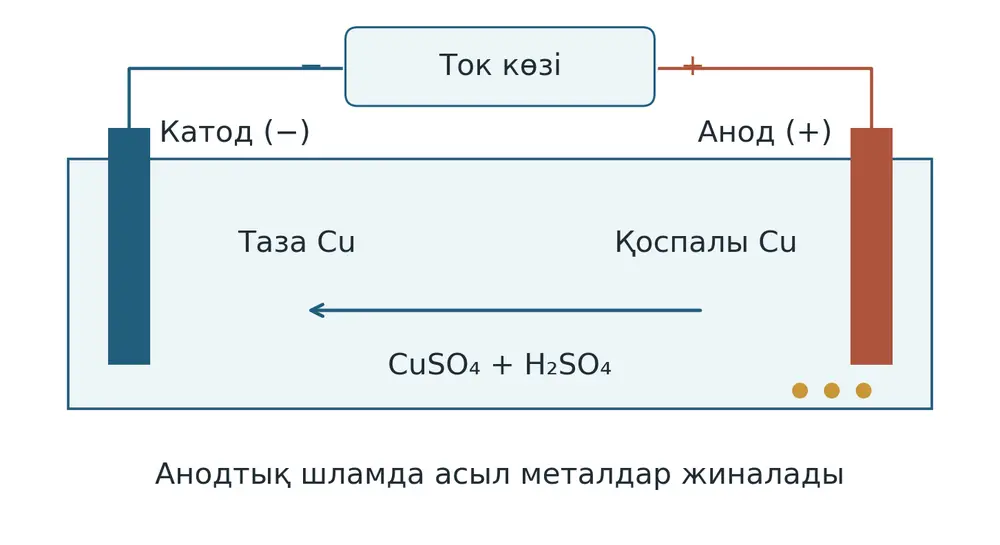 Ток көзі
−
+
Катод (−)
Анод (+)
Таза Cu
Қоспалы Cu
CuSO₄ + H₂SO₄
Анодтық шламда асыл металдар жиналады